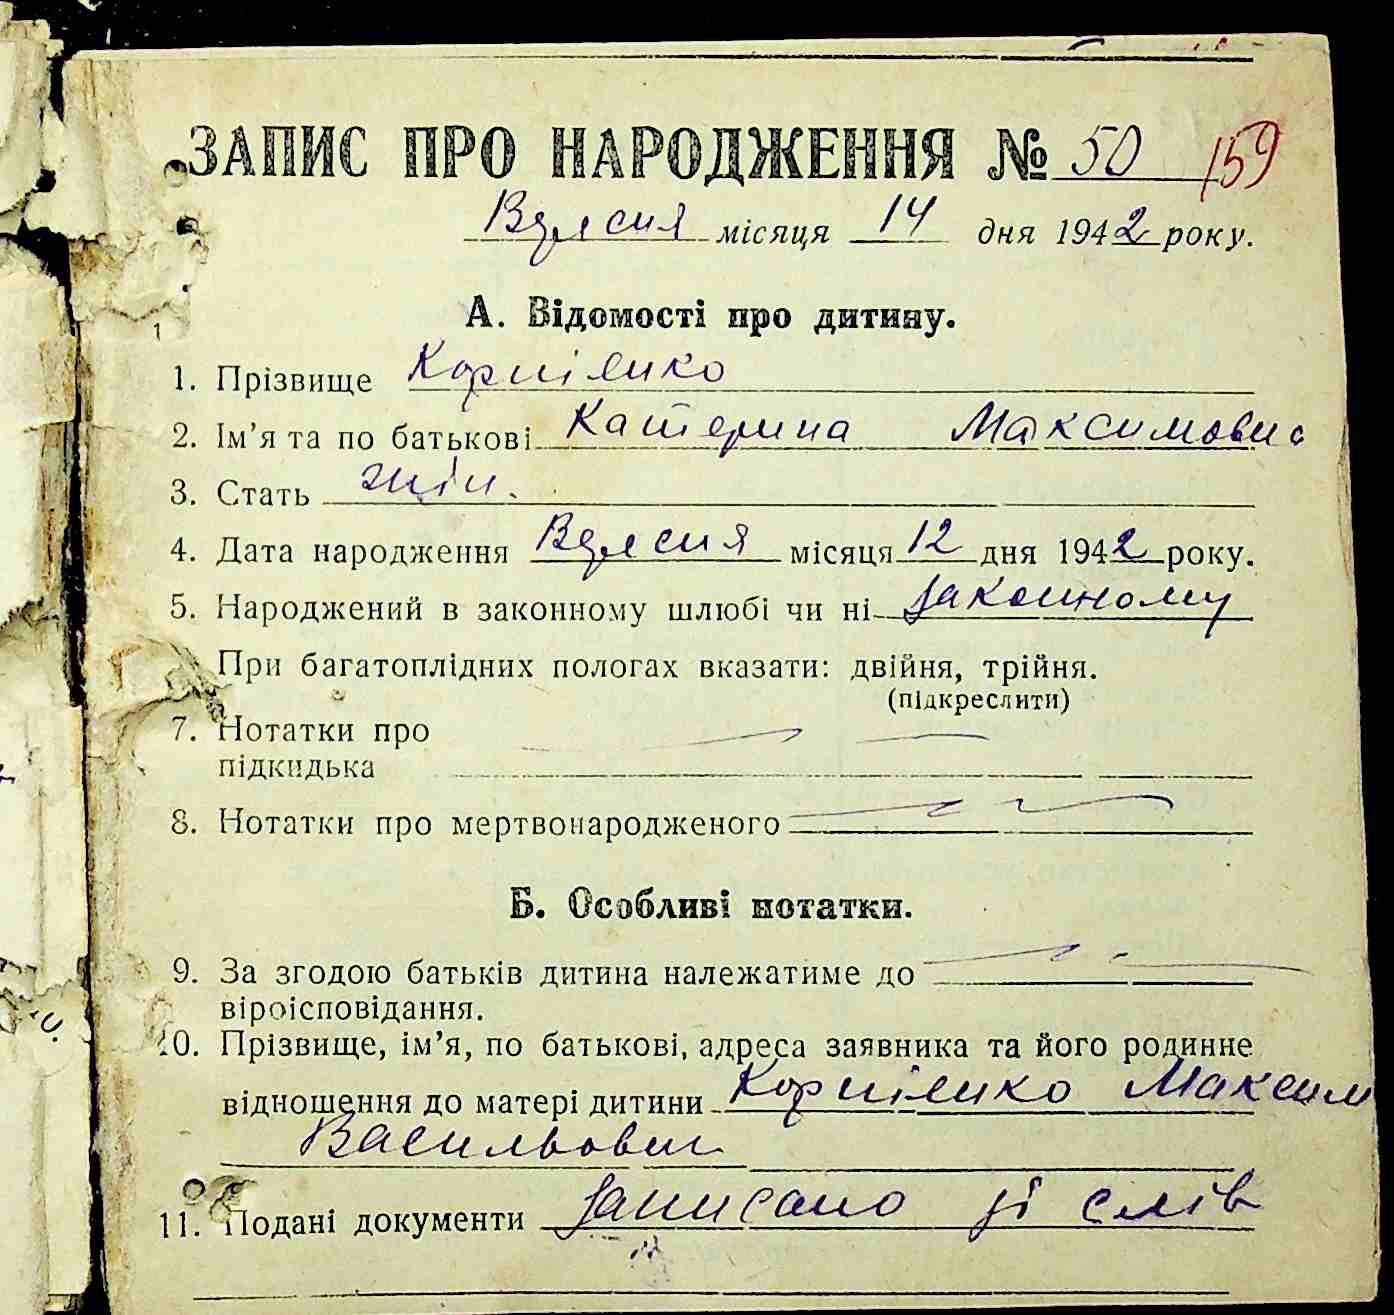 ЗАПИС ПРО НАРОДЖЕННЯ № 50 159
Вересня місяця 14 дня 1942 року.
А. Відомості про дитину.
1. Прізвище Корнієнко
2. Ім’я та по батькові Катерина Максимовна
3. Стать жін.
4. Дата народження Вересня місяця 12 дня 1942 року.
5. Народжений в законному шлюбі чи ні законному
При багатоплідних пологах вказати: двійня, трійня.
(підкреслити)
7. Нотатки про
підкидька
8. Нотатки про мертвонародженого
Б. Особливі нотатки.
9. За згодою батьків дитина належатиме до
віроісповідання.
10. Прізвище, ім’я, по батькові, адреса заявника та його родинне
відношення до матері дитини Корнієнко Максим
Васильович
11. Подані документи записано зі слів